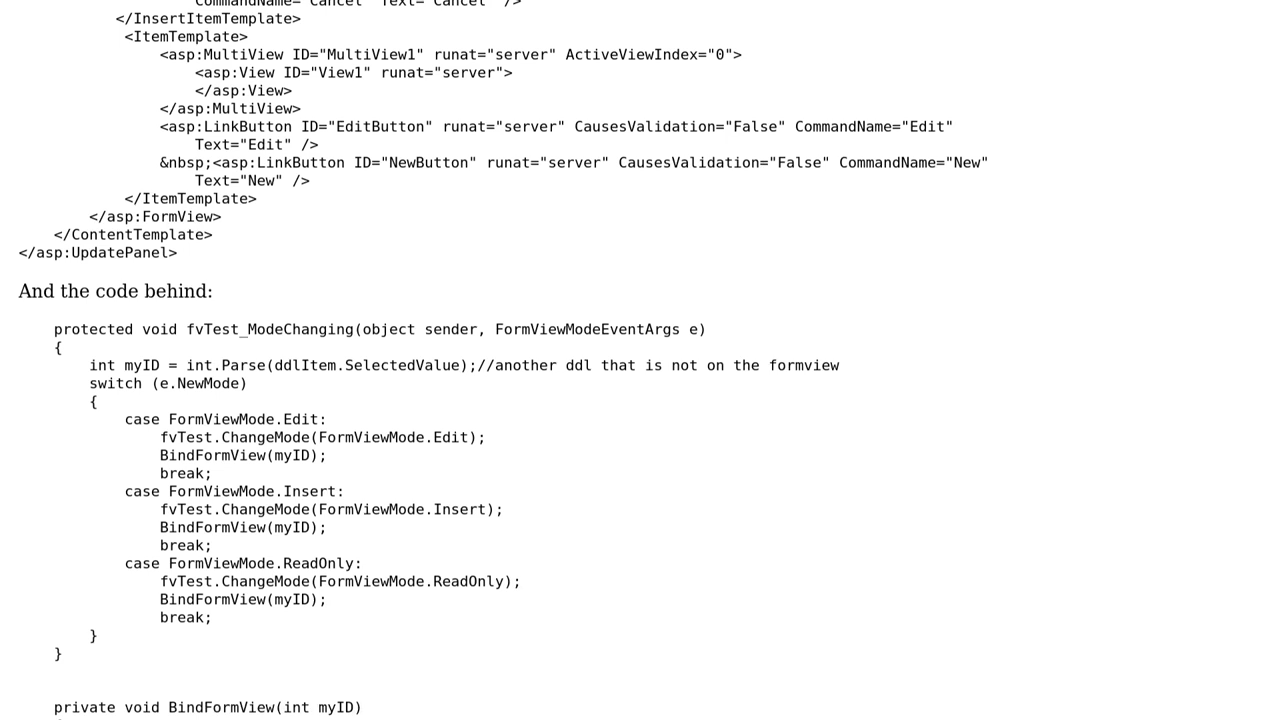 CommandName="Cancel" Text="Cancel" />
</InsertItemTemplate>
<ItemTemplate>
<asp:MultiView ID="MultiView1" runat="server" ActiveViewIndex="0">
<asp:View ID="View1" runat="server">
</asp:View>
</asp:MultiView>
<asp:LinkButton ID="EditButton" runat="server" CausesValidation="False" CommandName="Edit"
Text="Edit" />
&nbsp;<asp:LinkButton ID="NewButton" runat="server" CausesValidation="False" CommandName="New"
Text="New" />
</ItemTemplate>
</asp:FormView>
</ContentTemplate>
</asp:UpdatePanel>
And the code behind:
protected void fvTest_ModeChanging(object sender, FormViewModeEventArgs e)
{
int myID = int.Parse(ddlItem.SelectedValue);//another ddl that is not on the formview
switch (e.NewMode)
{
case FormViewMode.Edit:
fvTest.ChangeMode(FormViewMode.Edit);
BindFormView(myID);
break;
case FormViewMode.Insert:
fvTest.ChangeMode(FormViewMode.Insert);
BindFormView(myID);
break;
case FormViewMode.ReadOnly:
fvTest.ChangeMode(FormViewMode.ReadOnly);
BindFormView(myID);
break;
}
}
private void BindFormView(int myID)